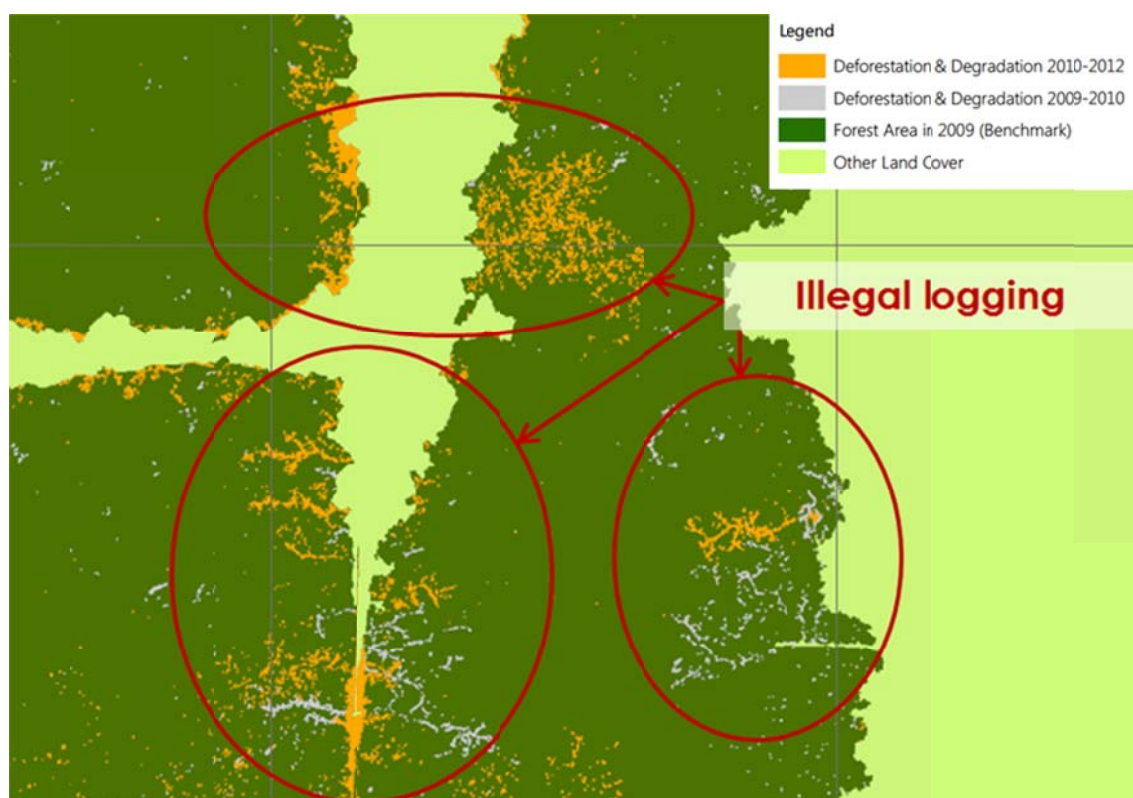 Legend
Deforestation & Degradation 2010-2012
Deforestation & Degradation 2009-2010
Forest Area in 2009 (Benchmark)
Other Land Cover
Illegal logging